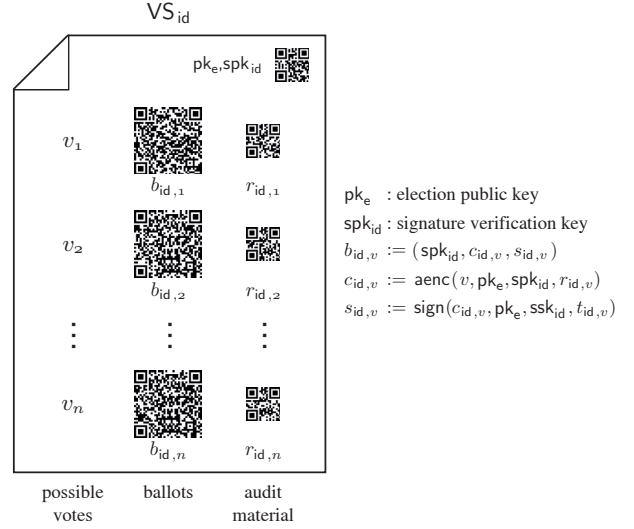 VS_id
pk_e,spk_id
v_1
b_id,1 r_id,1
v_2
b_id,2 r_id,2
⋮ ⋮ ⋮
v_n
b_id,n r_id,n
possible votes ballots audit material
pk_e : election public key
spk_id : signature verification key
b_id,v := (spk_id, c_id,v, s_id,v)
c_id,v := aenc(v, pk_e, spk_id, r_id,v)
s_id,v := sign(c_id,v, pk_e, ssk_id, t_id,v)